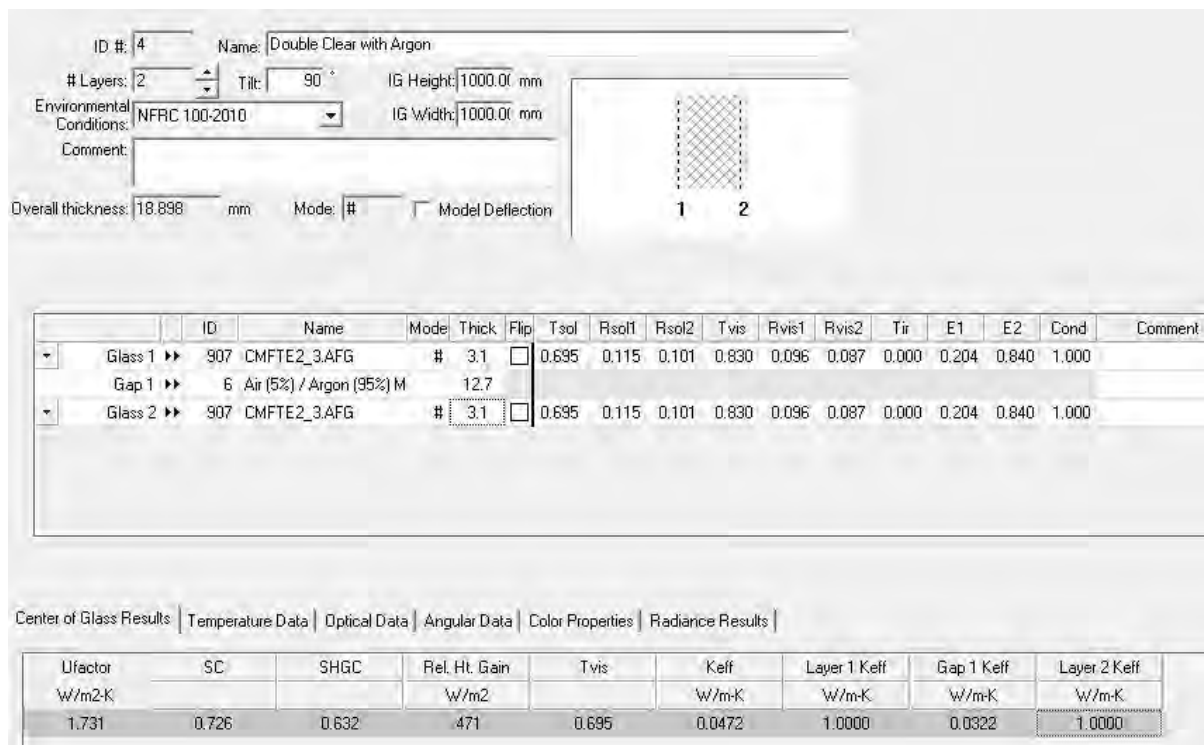 ID #: 4 Name: Double Clear with Argon
# Layers: 2 Tilt: 90 ° IG Height: 1000.0( mm
Environmental Conditions: NFRC 100-2010 IG Width: 1000.0( mm
Comment:
Overall thickness: 18.898 mm Mode: # Model Deflection
1 2
ID Name Mode Thick Flip Tsol Rsol1 Rsol2 Tvis Rvis1 Rvis2 Tir E1 E2 Cond Comment
Glass 1 907 CMFTE2_3.AFG # 3.1 0.695 0.115 0.101 0.830 0.096 0.087 0.000 0.204 0.840 1.000
Gap 1 6 Air (5%) / Argon (95%) M 12.7
Glass 2 907 CMFTE2_3.AFG # 3.1 0.695 0.115 0.101 0.830 0.096 0.087 0.000 0.204 0.840 1.000
Center of Glass Results Temperature Data Optical Data Angular Data Color Properties Radiance Results
Ufactor SC SHGC Rel. Ht. Gain Tvis Keff Layer 1 Keff Gap 1 Keff Layer 2 Keff
W/m2-K W/m2 W/m-K W/m-K W/m-K W/m-K
1.731 0.726 0.632 471 0.695 0.0472 1.0000 0.0322 1.0000